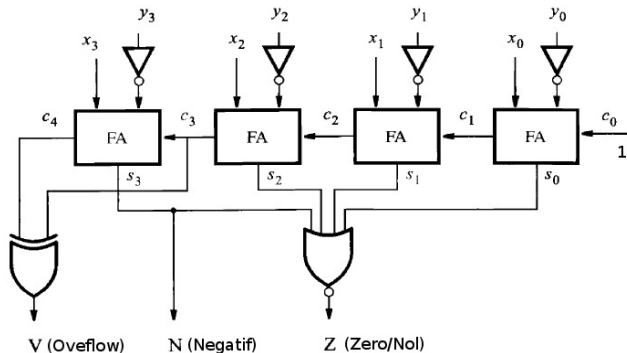 y3 y2 y1 y0
x3 x2 x1 x0
c4 FA c3 FA c2 FA c1 FA c0
1
s3 s2 s1 s0
V (Oveflow) N (Negatif) Z (Zero/Nol)